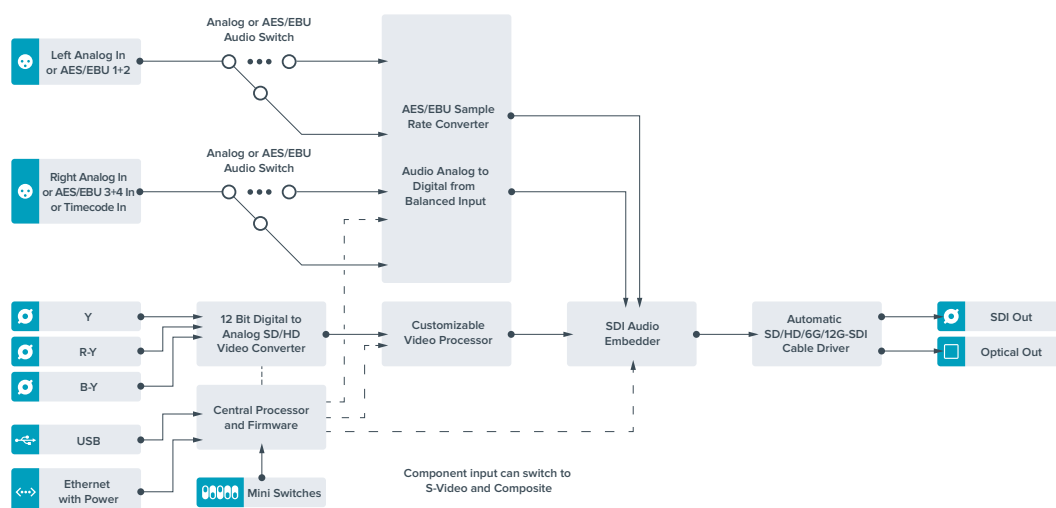 Analog or AES/EBU
Audio Switch
Left Analog In
or AES/EBU 1+2
AES/EBU Sample
Rate Converter
Analog or AES/EBU
Audio Switch
Right Analog In
or AES/EBU 3+4 In
or Timecode In
Audio Analog to
Digital from
Balanced Input
Y
R-Y
B-Y
12 Bit Digital to
Analog SD/HD
Video Converter
Customizable
Video Processor
SDI Audio
Embedder
Automatic
SD/HD/6G/12G-SDI
Cable Driver
SDI Out
Optical Out
Central Processor
and Firmware
USB
Ethernet
with Power
Mini Switches
Component input can switch to
S-Video and Composite